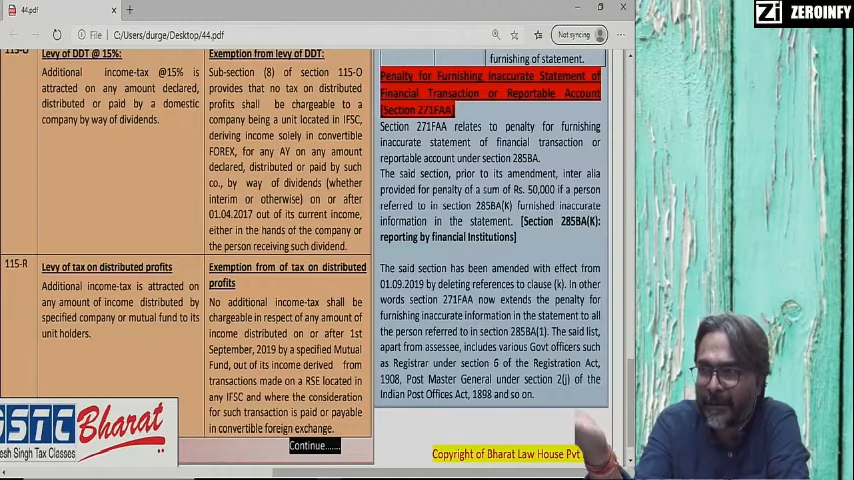 44.pdf
File | C:/Users/durge/Desktop/44.pdf
Not syncing
ZEROINFY
115-O
Levy of DDT @ 15%:
Additional income-tax @15% is
attracted on any amount declared,
distributed or paid by a domestic
company by way of dividends.
Exemption from levy of DDT:
Sub-section (8) of section 115-O
provides that no tax on distributed
profits shall be chargeable to a
company being a unit located in IFSC,
deriving income solely in convertible
FOREX, for any AY on any amount
declared, distributed or paid by such
co., by way of dividends (whether
interim or otherwise) on or after
01.04.2017 out of its current income,
either in the hands of the company or
the person receiving such dividend.
115-R
Levy of tax on distributed profits
Additional income-tax is attracted on
any amount of income distributed by
specified company or mutual fund to its
unit holders.
Exemption from of tax on distributed
profits
No additional income-tax shall be
chargeable in respect of any amount of
income distributed on or after 1st
September, 2019 by a specified Mutual
Fund, out of its income derived from
transactions made on a RSE located in
any IFSC and where the consideration
for such transaction is paid or payable
in convertible foreign exchange.
Continue.......
furnishing of statement.
Penalty for Furnishing Inaccurate Statement of
Financial Transaction or Reportable Account
[Section 271FAA]
Section 271FAA relates to penalty for furnishing
inaccurate statement of financial transaction or
reportable account under section 285BA.
The said section, prior to its amendment, inter alia
provided for penalty of a sum of Rs. 50,000 if a person
referred to in section 285BA(K) furnished inaccurate
information in the statement. [Section 285BA(K):
reporting by financial Institutions]
The said section has been amended with effect from
01.09.2019 by deleting references to clause (k). In other
words section 271FAA now extends the penalty for
furnishing inaccurate information in the statement to all
the person referred to in section 285BA(1). The said list,
apart from assessee, includes various Govt officers such
as Registrar under section 6 of the Registration Act,
1908, Post Master General under section 2(j) of the
Indian Post Offices Act, 1898 and so on.
Copyright of Bharat Law House Pvt
GSTC Bharat
esh Singh Tax Classes